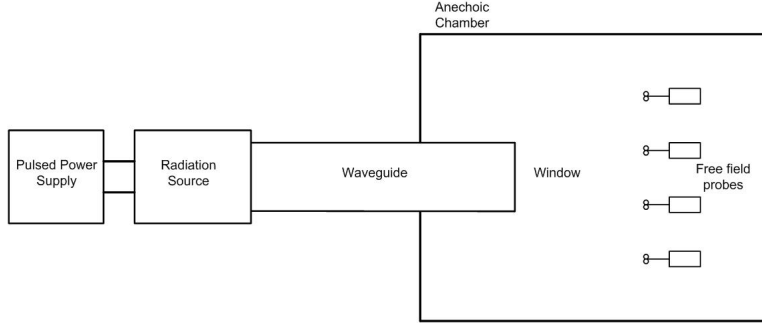 Anechoic
Chamber
Pulsed Power
Supply
Radiation
Source
Waveguide
Window
Free field
probes